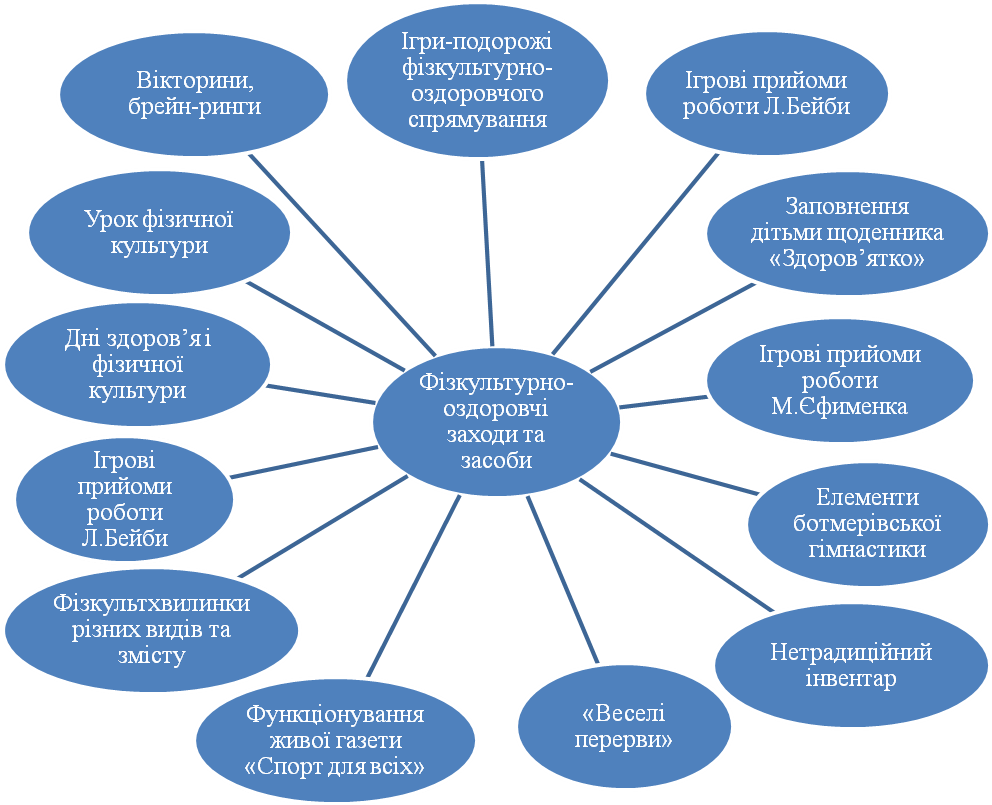 Ігри-подорожі
фізкультурно-
оздоровчого
спрямування
Ігрові прийоми
роботи Л.Бейби
Заповнення
дітьми щоденника
«Здоров’ятко»
Ігрові прийоми
роботи
М.Єфименка
Елементи
ботмерівської
гімнастики
Нетрадиційний
інвентар
«Веселі
перерви»
Функціонування
живої газети
«Спорт для всіх»
Фізкультхвилинки
різних видів та
змісту
Ігрові
прийоми
роботи
Л.Бейби
Дні здоров’я і
фізичної
культури
Урок фізичної
культури
Вікторини,
брейн-ринги
Фізкультурно-
оздоровчі
заходи та
засоби